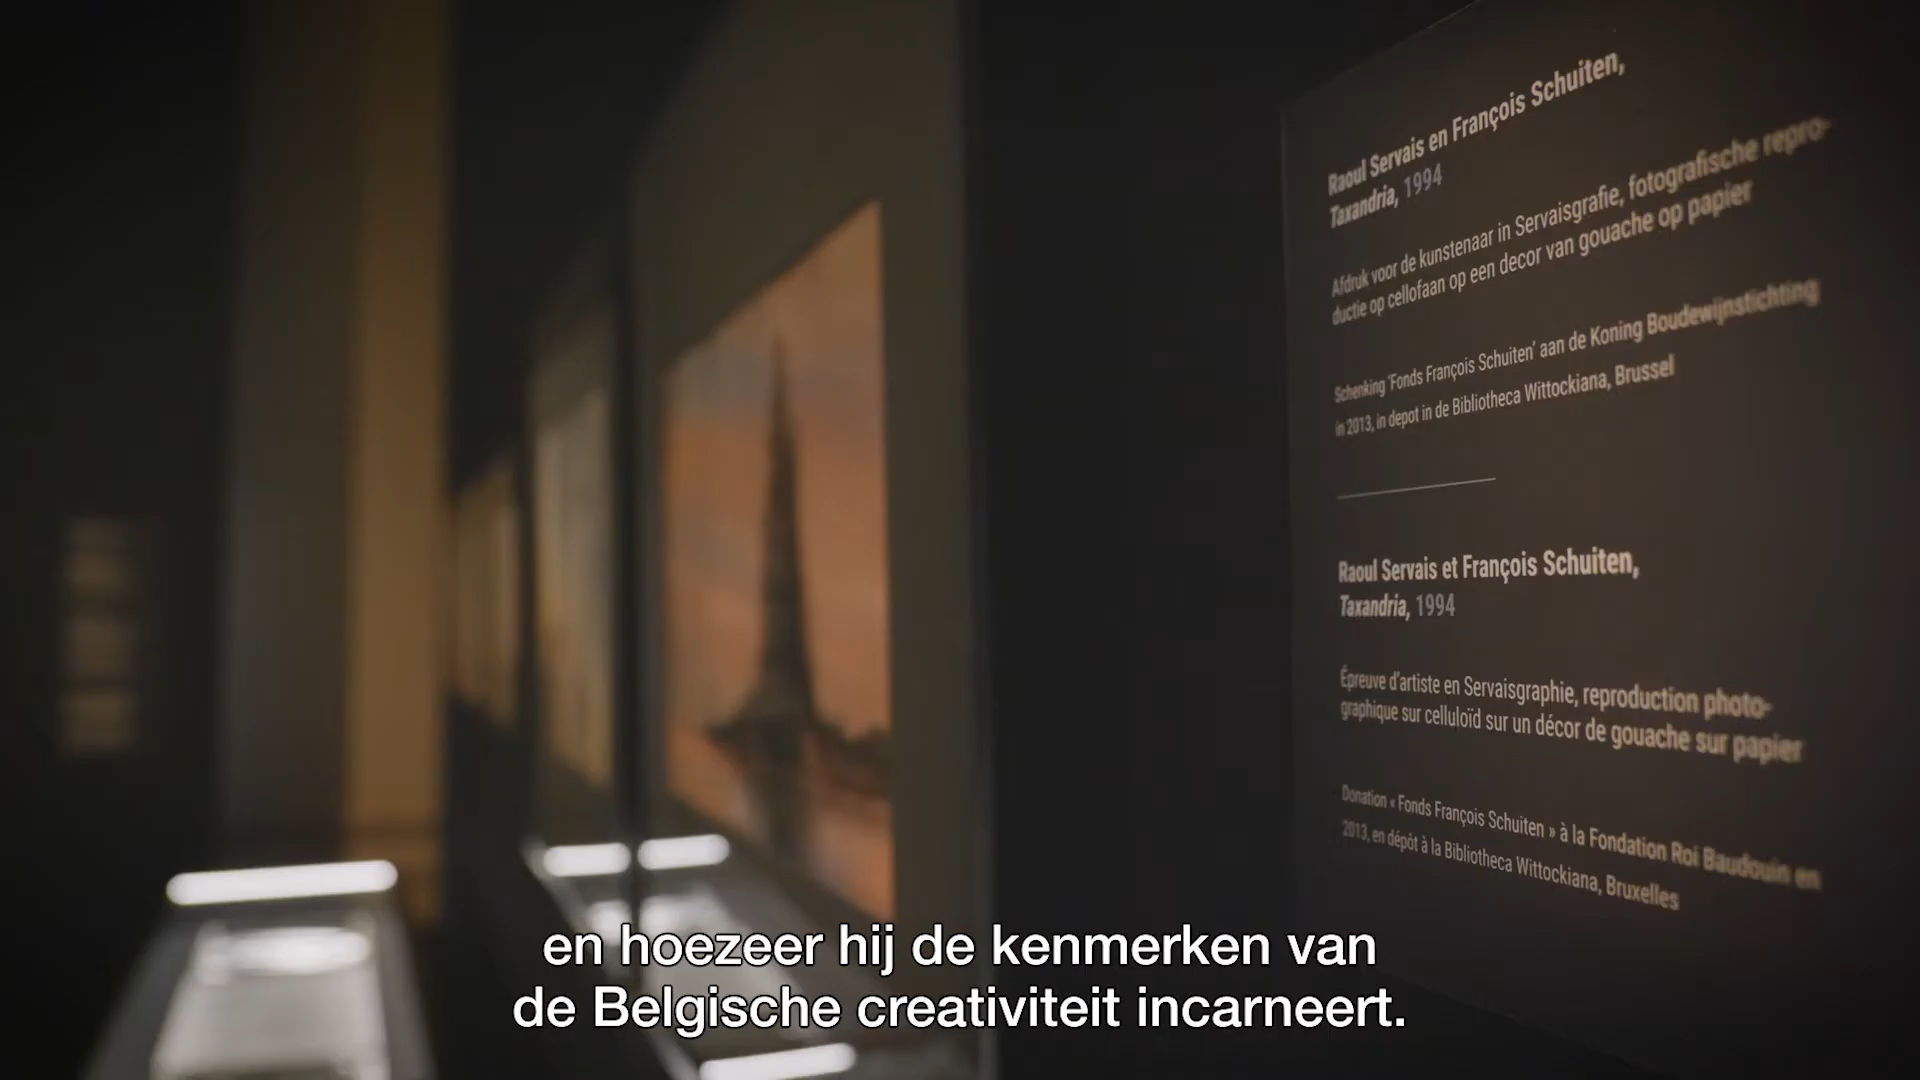 Raoul Servais en François Schuiten,
Taxandria, 1994
Afdruk voor de kunstenaar in Servaisgrafie, fotografische repro-
ductie op cellofaan op een decor van gouache op papier
Schenking 'Fonds François Schuiten' aan de Koning Boudewijnstichting
in 2013, in depot in de Bibliotheca Wittockiana, Brussel
Raoul Servais et François Schuiten,
Taxandria, 1994
Épreuve d'artiste en Servaisgraphie, reproduction photo-
graphique sur celluloïd sur un décor de gouache sur papier
Donation « Fonds François Schuiten » à la Fondation Roi Baudouin en
2013, en dépôt à la Bibliotheca Wittockiana, Bruxelles
en hoezeer hij de kenmerken van
de Belgische creativiteit incarneert.